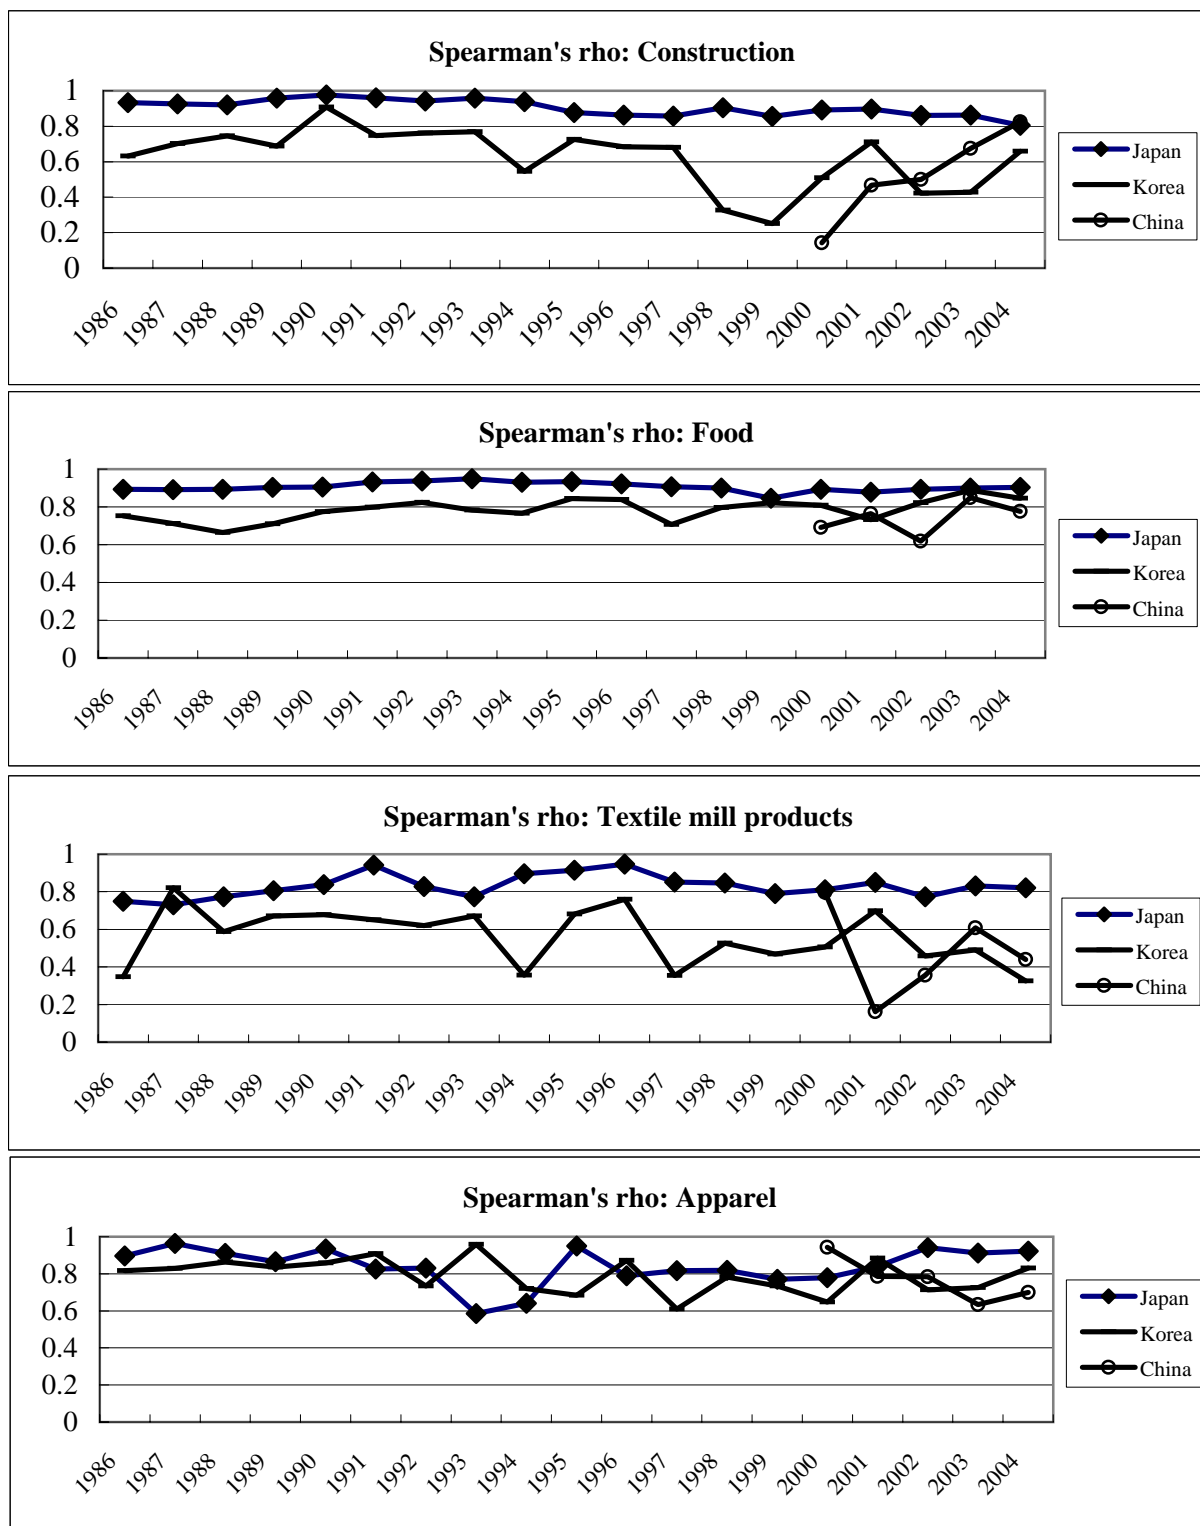 Spearman's rho: Construction
1
0.8
0.6
0.4
0.2
0
1986 1987 1988 1989 1990 1991 1992 1993 1994 1995 1996 1997 1998 1999 2000 2001 2002 2003 2004
Japan
Korea
China
Spearman's rho: Food
1
0.8
0.6
0.4
0.2
0
1986 1987 1988 1989 1990 1991 1992 1993 1994 1995 1996 1997 1998 1999 2000 2001 2002 2003 2004
Japan
Korea
China
Spearman's rho: Textile mill products
1
0.8
0.6
0.4
0.2
0
1986 1987 1988 1989 1990 1991 1992 1993 1994 1995 1996 1997 1998 1999 2000 2001 2002 2003 2004
Japan
Korea
China
Spearman's rho: Apparel
1
0.8
0.6
0.4
0.2
0
1986 1987 1988 1989 1990 1991 1992 1993 1994 1995 1996 1997 1998 1999 2000 2001 2002 2003 2004
Japan
Korea
China